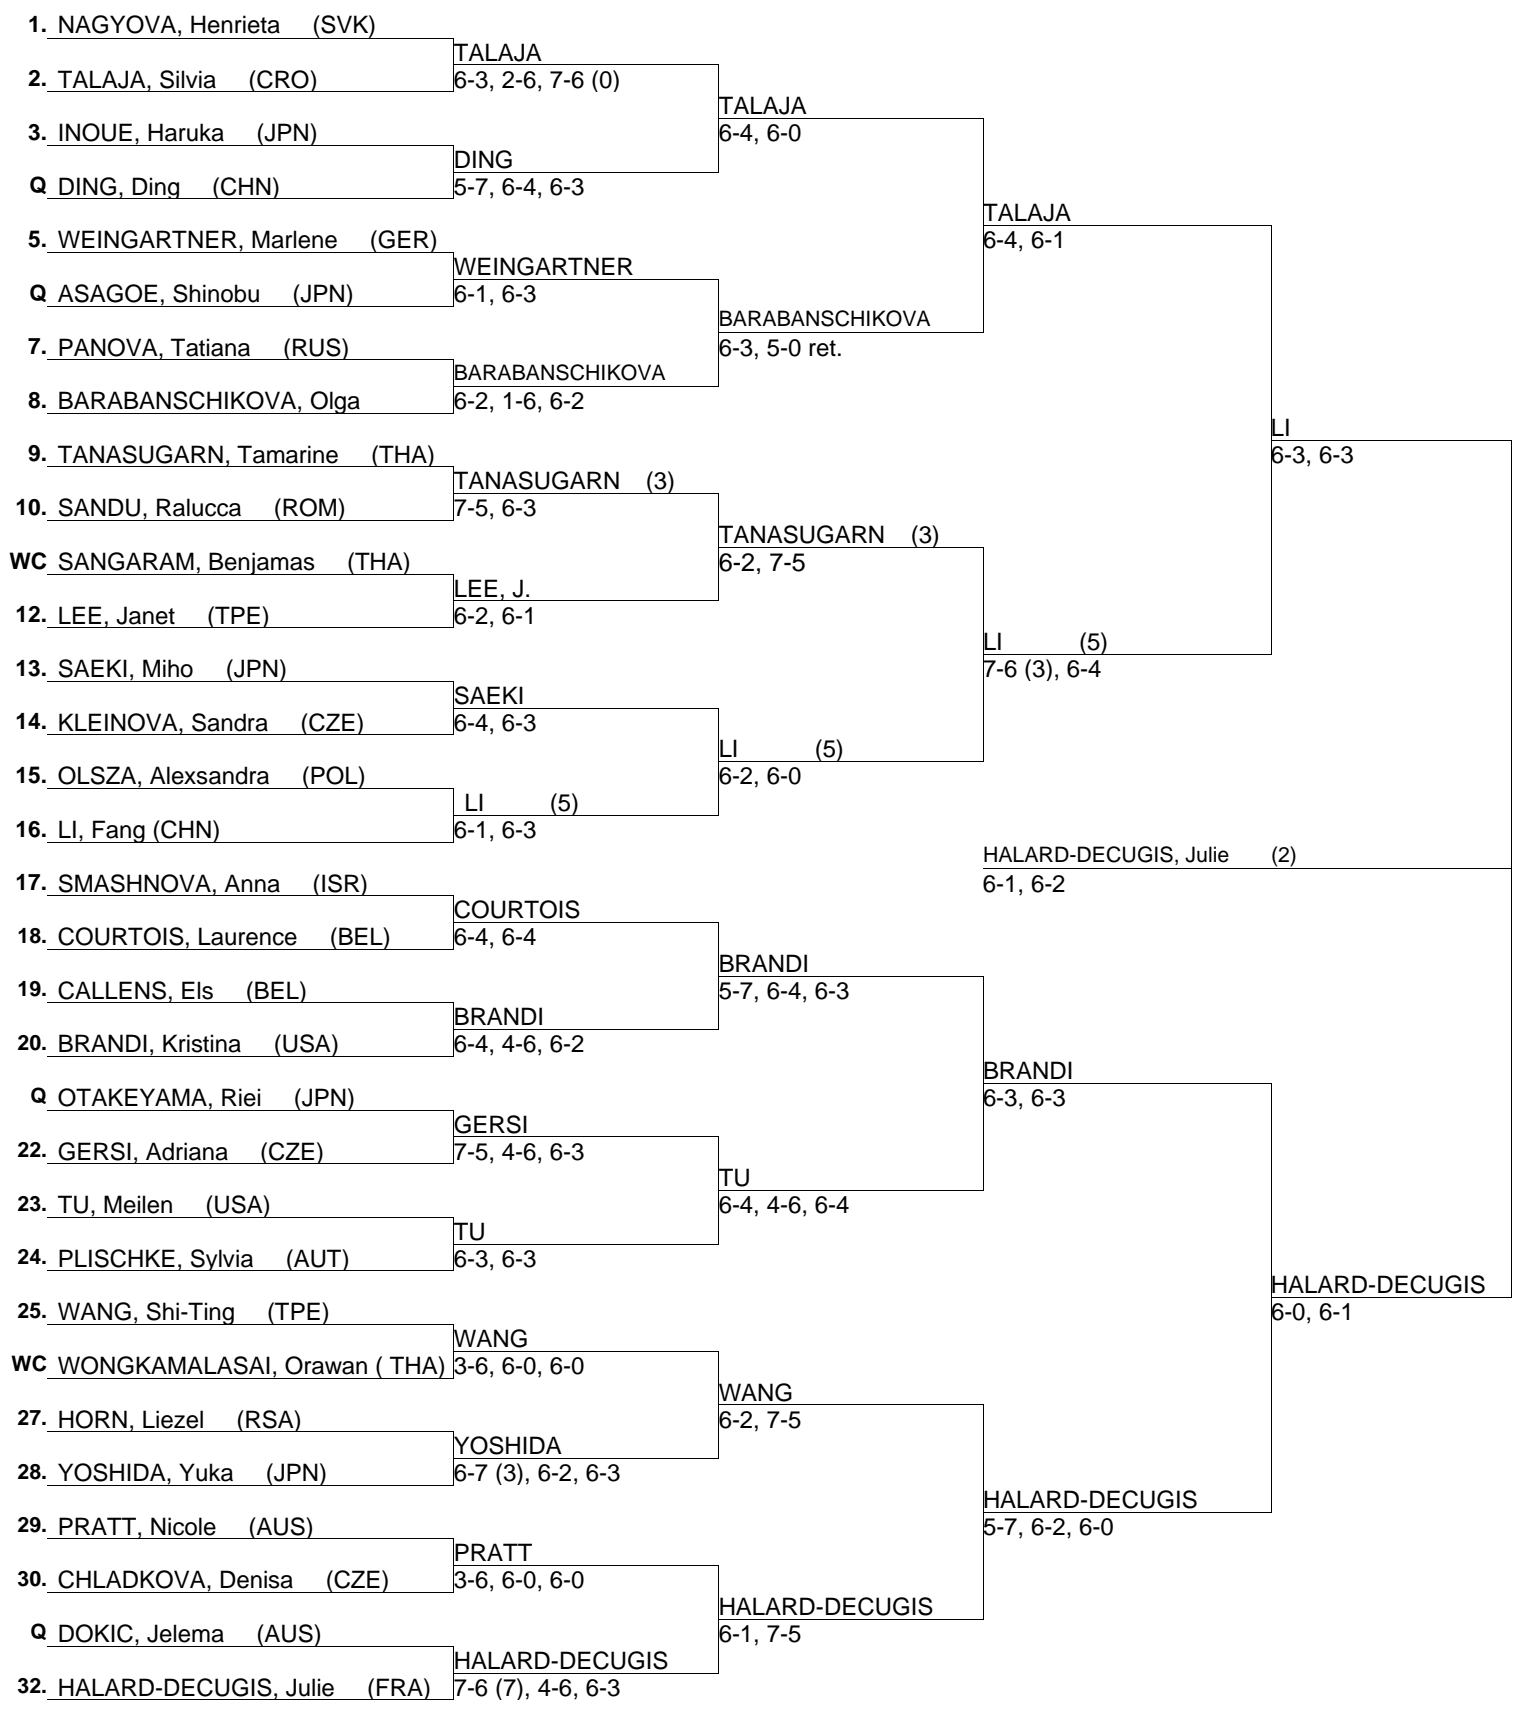 1. NAGYOVA, Henrieta (SVK)
TALAJA
2. TALAJA, Silvia (CRO)
6-3, 2-6, 7-6 (0)
TALAJA
3. INOUE, Haruka (JPN)
6-4, 6-0
DING
Q DING, Ding (CHN)
5-7, 6-4, 6-3
TALAJA
5. WEINGARTNER, Marlene (GER)
6-4, 6-1
WEINGARTNER
Q ASAGOE, Shinobu (JPN)
6-1, 6-3
BARABANSCHIKOVA
7. PANOVA, Tatiana (RUS)
6-3, 5-0 ret.
BARABANSCHIKOVA
8. BARABANSCHIKOVA, Olga
6-2, 1-6, 6-2
LI
9. TANASUGARN, Tamarine (THA)
6-3, 6-3
TANASUGARN (3)
10. SANDU, Ralucca (ROM)
7-5, 6-3
TANASUGARN (3)
WC SANGARAM, Benjamas (THA)
6-2, 7-5
LEE, J.
12. LEE, Janet (TPE)
6-2, 6-1
LI (5)
13. SAEKI, Miho (JPN)
7-6 (3), 6-4
SAEKI
14. KLEINOVA, Sandra (CZE)
6-4, 6-3
LI (5)
15. OLSZA, Alexsandra (POL)
6-2, 6-0
LI (5)
16. LI, Fang (CHN)
6-1, 6-3
HALARD-DECUGIS, Julie (2)
17. SMASHNOVA, Anna (ISR)
6-1, 6-2
COURTOIS
18. COURTOIS, Laurence (BEL)
6-4, 6-4
BRANDI
19. CALLENS, Els (BEL)
5-7, 6-4, 6-3
BRANDI
20. BRANDI, Kristina (USA)
6-4, 4-6, 6-2
BRANDI
Q OTAKEYAMA, Riei (JPN)
6-3, 6-3
GERSI
22. GERSI, Adriana (CZE)
7-5, 4-6, 6-3
TU
23. TU, Meilen (USA)
6-4, 4-6, 6-4
TU
24. PLISCHKE, Sylvia (AUT)
6-3, 6-3
HALARD-DECUGIS
25. WANG, Shi-Ting (TPE)
6-0, 6-1
WANG
WC WONGKAMALASAI, Orawan ( THA)
3-6, 6-0, 6-0
WANG
27. HORN, Liezel (RSA)
6-2, 7-5
YOSHIDA
28. YOSHIDA, Yuka (JPN)
6-7 (3), 6-2, 6-3
HALARD-DECUGIS
29. PRATT, Nicole (AUS)
5-7, 6-2, 6-0
PRATT
30. CHLADKOVA, Denisa (CZE)
3-6, 6-0, 6-0
HALARD-DECUGIS
Q DOKIC, Jelema (AUS)
6-1, 7-5
HALARD-DECUGIS
32. HALARD-DECUGIS, Julie (FRA)
7-6 (7), 4-6, 6-3